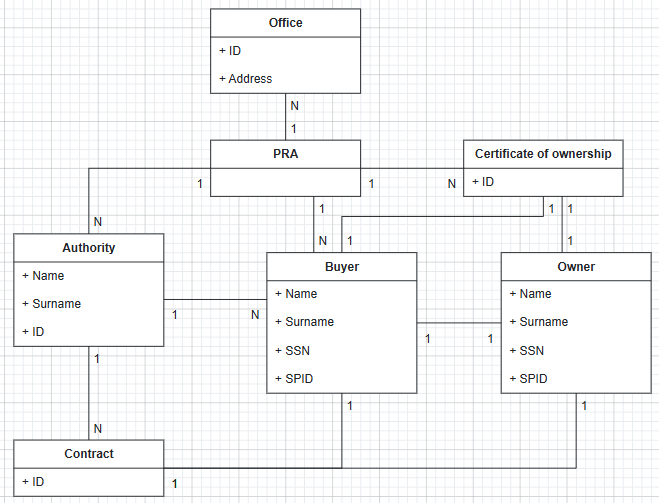 Office
+ ID
+ Address
N
1
PRA
Certificate of ownership
+ ID
1
1
N
N
1
N
1
1
1
1
Authority
+ Name
+ Surname
+ ID
Buyer
+ Name
+ Surname
+ SSN
+ SPID
Owner
+ Name
+ Surname
+ SSN
+ SPID
1
N
1
1
1
N
1
1
Contract
+ ID
1